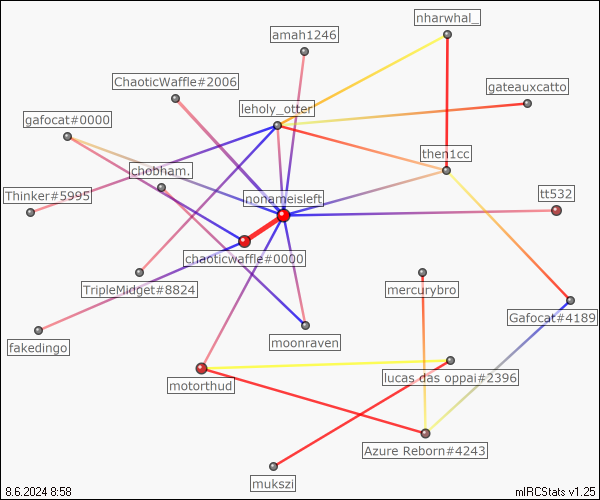 nharwhal_
amah1246
ChaoticWaffle#2006
gateauxcatto
leholy_otter
gafocat#0000
then1cc
chobham.
Thinker#5995
nonameisleft
tt532
chaoticwaffle#0000
TripleMidget#8824
mercurybro
Gafocat#4189
moonraven
fakedingo
lucas das oppai#2396
motorthud
Azure Reborn#4243
mukszi
8.6.2024 8:58
mIRCStats v1.25